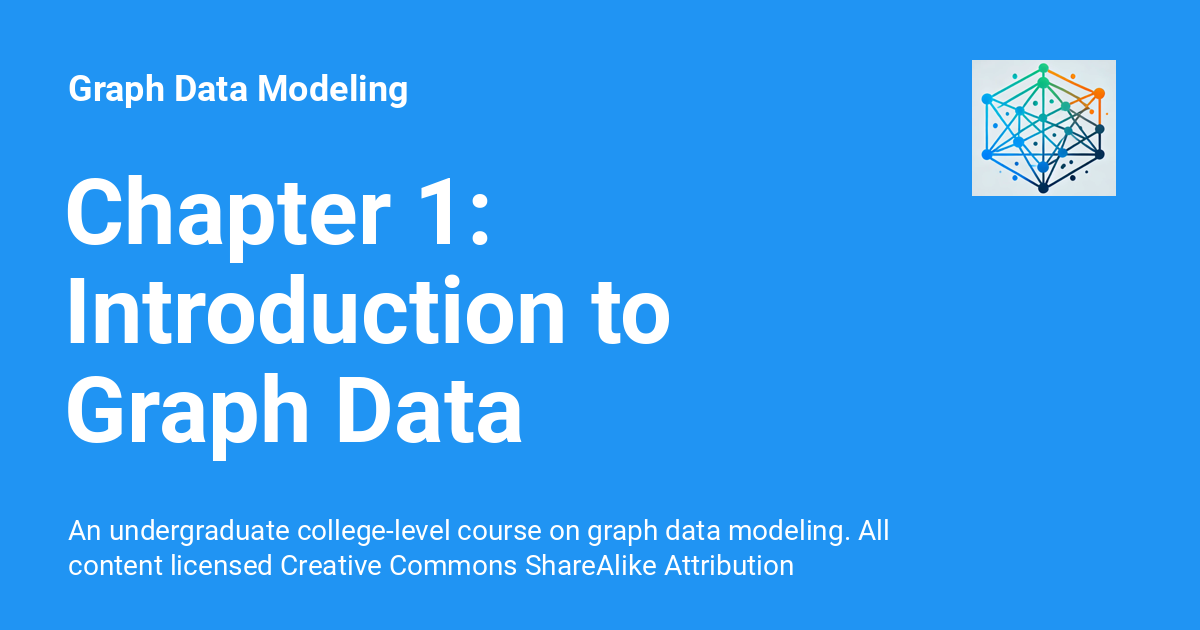 Graph Data Modeling
Chapter 1:
Introduction to
Graph Data
An undergraduate college-level course on graph data modeling. All
content licensed Creative Commons ShareAlike Attribution